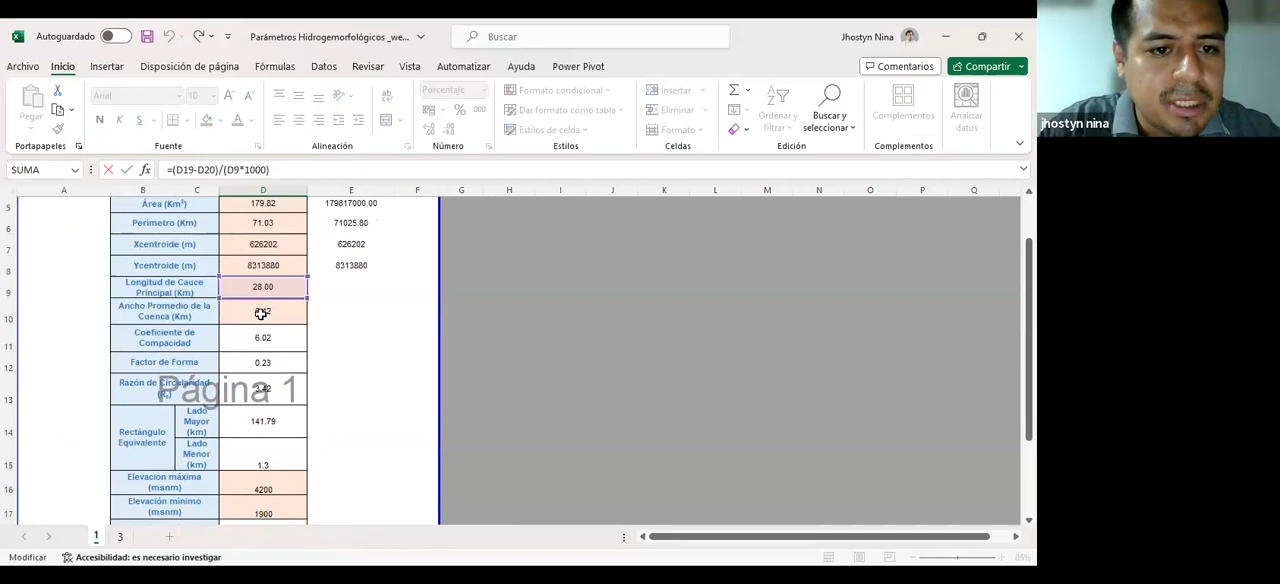 Autoguardado
Parámetros Hidrogemorfológicos _we...
Buscar
Jhostyn Nina
Archivo Inicio Insertar Disposición de página Fórmulas Datos Revisar Vista Automatizar Ayuda Power Pivot
Comentarios
Compartir
Pegar
Arial 10
N K S
Porcentaje
Formato condicional
Dar formato como tabla
Estilos de celda
Insertar
Eliminar
Formato
Ordenar y filtrar
Buscar y seleccionar
Complementos
Analizar datos
Portapapeles Fuente Alineación Número Estilos Celdas Edición Complementos
SUMA
=(D19-D20)/(D9*1000)
A B C D E F G H I J K L M N O P Q
5 Área (Km²) 179.82 179817000.00
6 Perimetro (Km) 71.03 71025.80
7 Xcentroide (m) 626202 626202
8 Ycentroide (m) 8313880 8313880
9 Longitud de Cauce Principal (Km) 28.00
10 Ancho Promedio de la Cuenca (Km)
11 Coeficiente de Compacidad 6.02
12 Factor de Forma 0.23
13 Razón de Circularidad 3.42
Página 1
Rectángulo Equivalente
14 Lado Mayor (km) 141.79
15 Lado Menor (km) 1.3
16 Elevacion máxima (msnm) 4200
17 Elevación mínimo (msnm) 1900
1 3
Modificar
Accesibilidad: es necesario investigar
85%
jhostyn nina